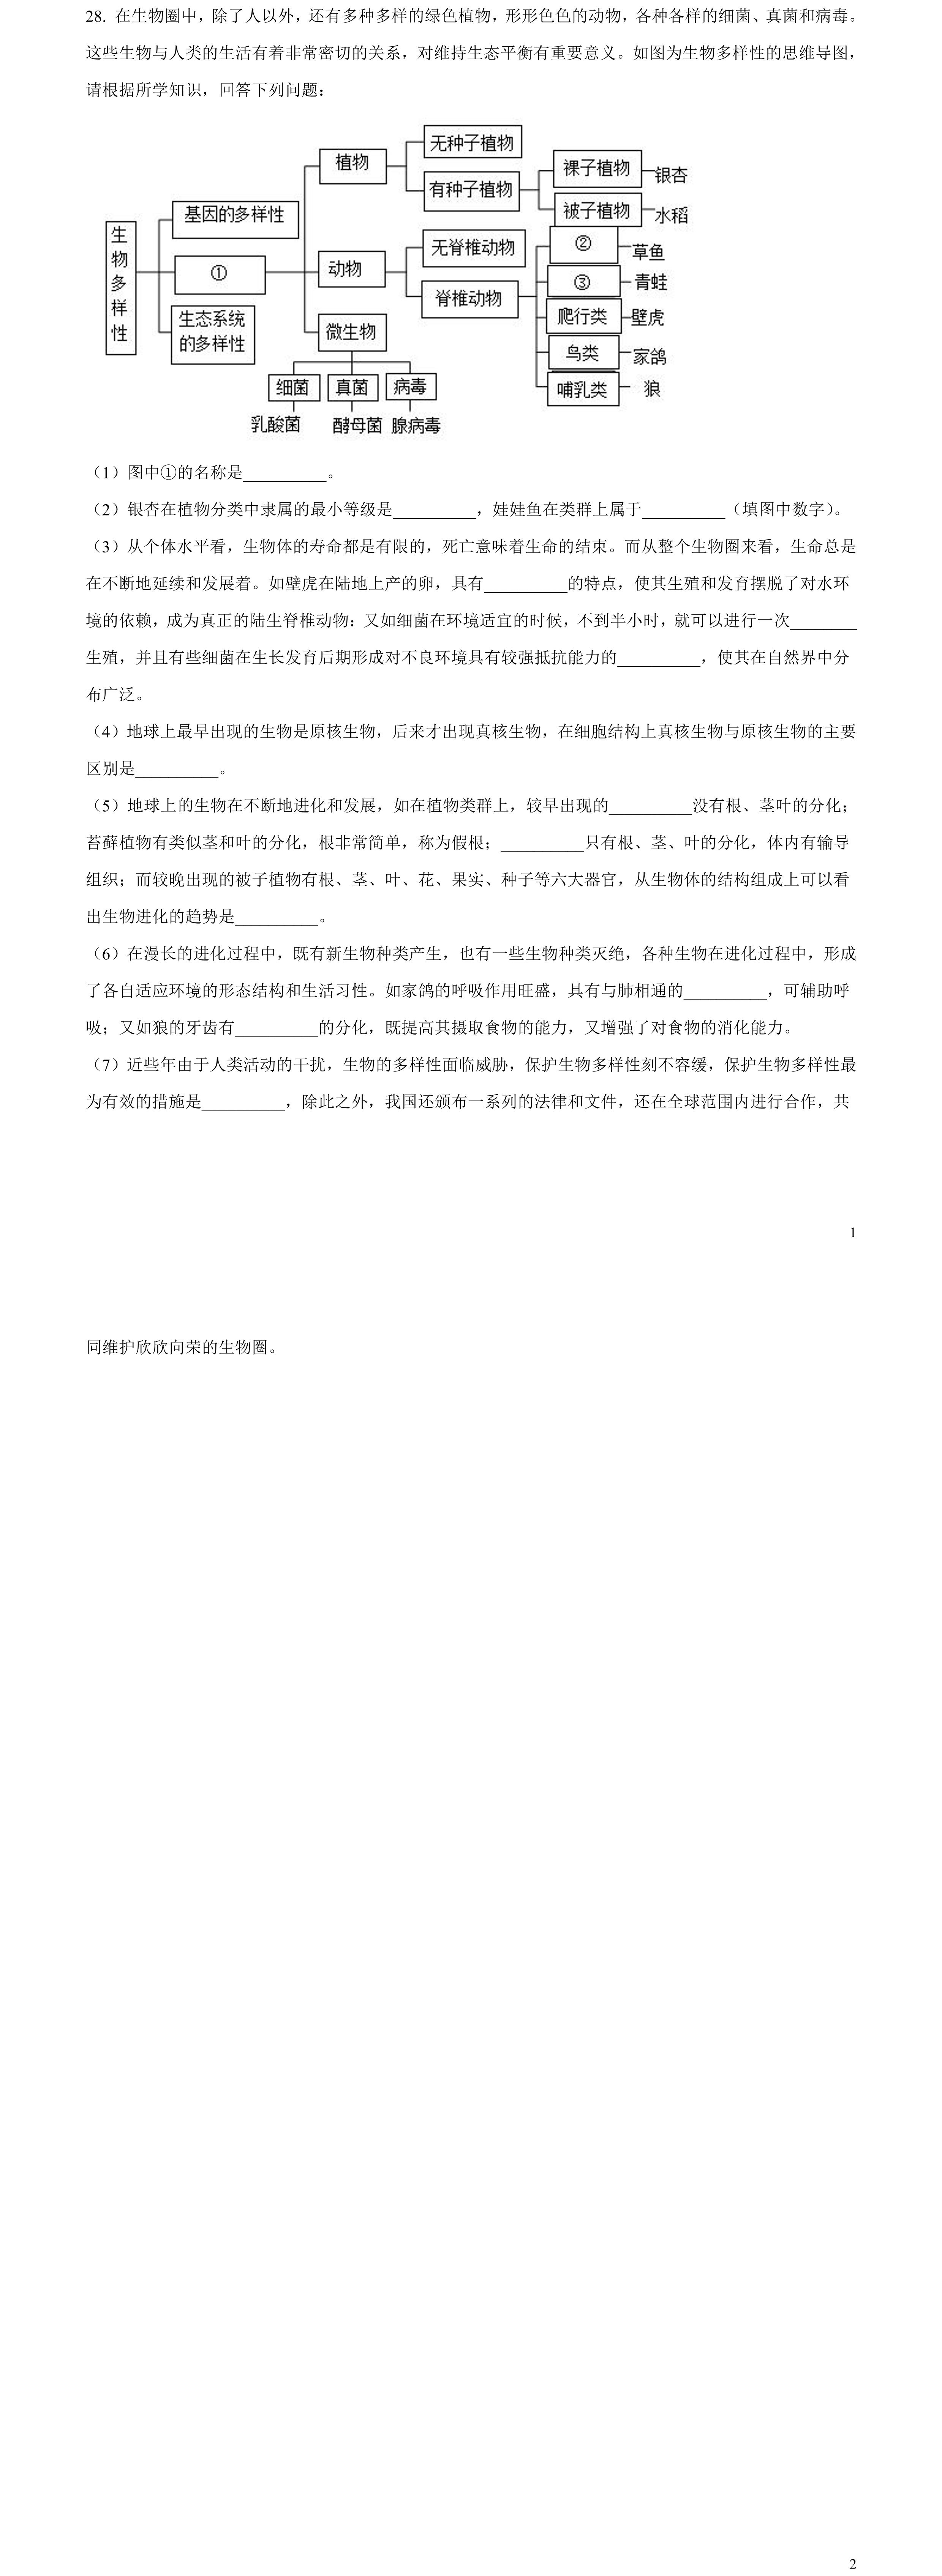 28. 在生物圈中，除了人以外，还有多种多样的绿色植物，形形色色的动物，各种各样的细菌、真菌和病毒。
这些生物与人类的生活有着非常密切的关系，对维持生态平衡有重要意义。如图为生物多样性的思维导图，
请根据所学知识，回答下列问题：
无种子植物
植物
裸子植物
银杏
有种子植物
基因的多样性
被子植物
水稻
生物多样性
无脊椎动物
②
草鱼
①
动物
③
青蛙
脊椎动物
爬行类
壁虎
生态系统
的多样性
微生物
鸟类
家鸽
细菌
真菌
病毒
哺乳类
狼
乳酸菌
酵母菌
腺病毒
（1）图中①的名称是__________。
（2）银杏在植物分类中隶属的最小等级是__________，娃娃鱼在类群上属于__________（填图中数字）。
（3）从个体水平看，生物体的寿命都是有限的，死亡意味着生命的结束。而从整个生物圈来看，生命总是
在不断地延续和发展着。如壁虎在陆地上产的卵，具有__________的特点，使其生殖和发育摆脱了对水环
境的依赖，成为真正的陆生脊椎动物：又如细菌在环境适宜的时候，不到半小时，就可以进行一次________
生殖，并且有些细菌在生长发育后期形成对不良环境具有较强抵抗能力的__________，使其在自然界中分
布广泛。
（4）地球上最早出现的生物是原核生物，后来才出现真核生物，在细胞结构上真核生物与原核生物的主要
区别是__________。
（5）地球上的生物在不断地进化和发展，如在植物类群上，较早出现的__________没有根、茎叶的分化；
苔藓植物有类似茎和叶的分化，根非常简单，称为假根；__________只有根、茎、叶的分化，体内有输导
组织；而较晚出现的被子植物有根、茎、叶、花、果实、种子等六大器官，从生物体的结构组成上可以看
出生物进化的趋势是__________。
（6）在漫长的进化过程中，既有新生物种类产生，也有一些生物种类灭绝，各种生物在进化过程中，形成
了各自适应环境的形态结构和生活习性。如家鸽的呼吸作用旺盛，具有与肺相通的__________，可辅助呼
吸；又如狼的牙齿有__________的分化，既提高其摄取食物的能力，又增强了对食物的消化能力。
（7）近些年由于人类活动的干扰，生物的多样性面临威胁，保护生物多样性刻不容缓，保护生物多样性最
为有效的措施是__________，除此之外，我国还颁布一系列的法律和文件，还在全球范围内进行合作，共
1
同维护欣欣向荣的生物圈。
2